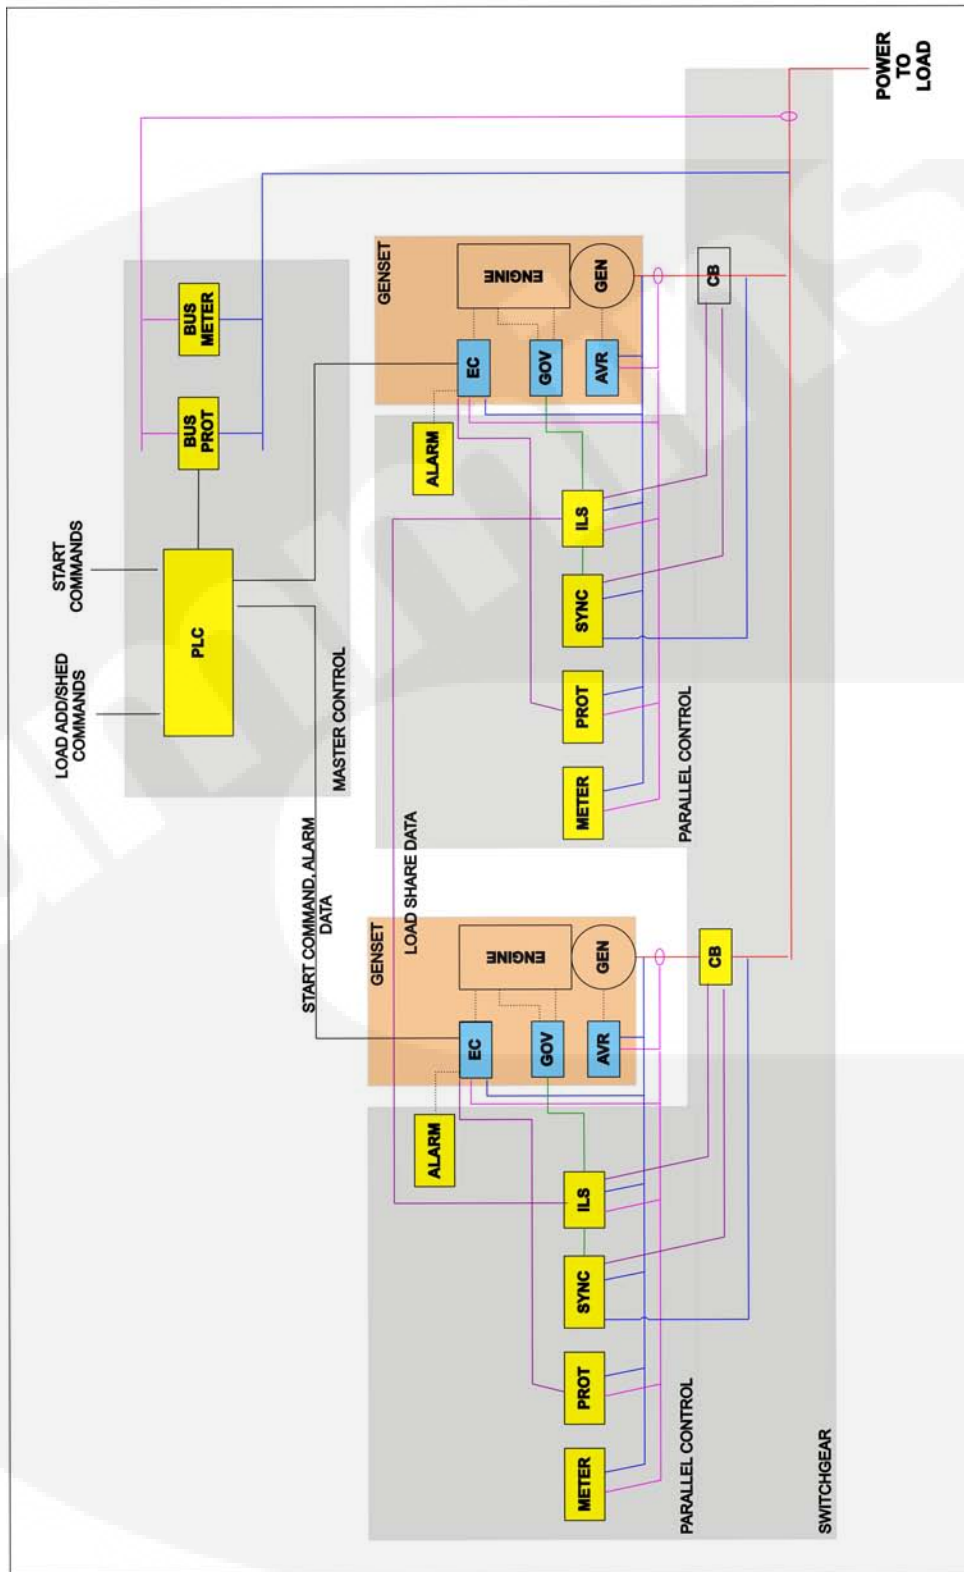 POWER
TO
LOAD
START
COMMANDS
LOAD ADD/SHED
COMMANDS
BUS
METER
BUS
PROT
PLC
MASTER CONTROL
START COMMAND, ALARM
DATA
LOAD SHARE DATA
GENSET
ENGINE
GEN
EC
GOV
AVR
ALARM
CB
ILS
SYNC
PROT
METER
PARALLEL CONTROL
GENSET
ENGINE
GEN
EC
GOV
AVR
ALARM
CB
ILS
SYNC
PROT
METER
PARALLEL CONTROL
SWITCHGEAR